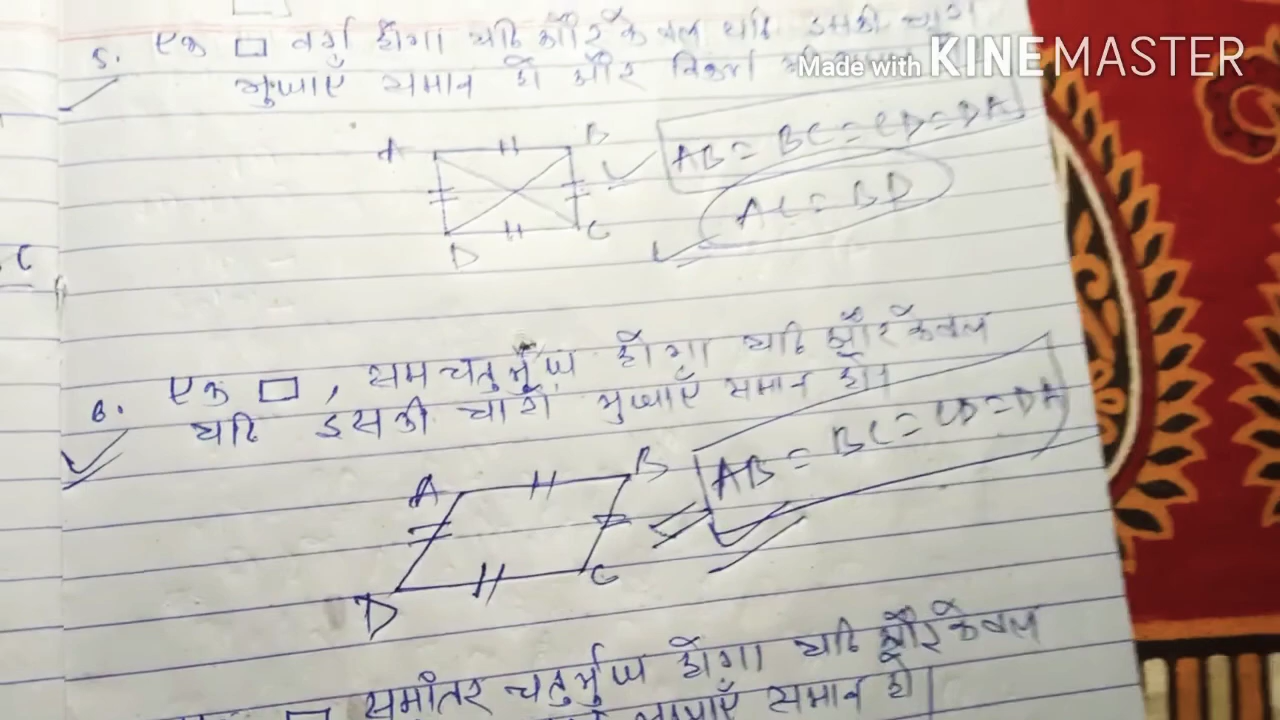 5. एक □ वर्ग होगा यदि और केवल यदि इसकी चारों
भुजाएँ समान हो और विकर्ण
Made with KINEMASTER
A B
AB = BC = CD = DA
AC = BD
D C
C
6. एक □, समचतुर्भुज होगा यदि और केवल
यदि इसकी चारों भुजाएँ समान हो।
A B
AB = BC = CD = DA
D C
□ समांतर चतुर्भुज होगा यदि और केवल
भुजाएँ समान हो।